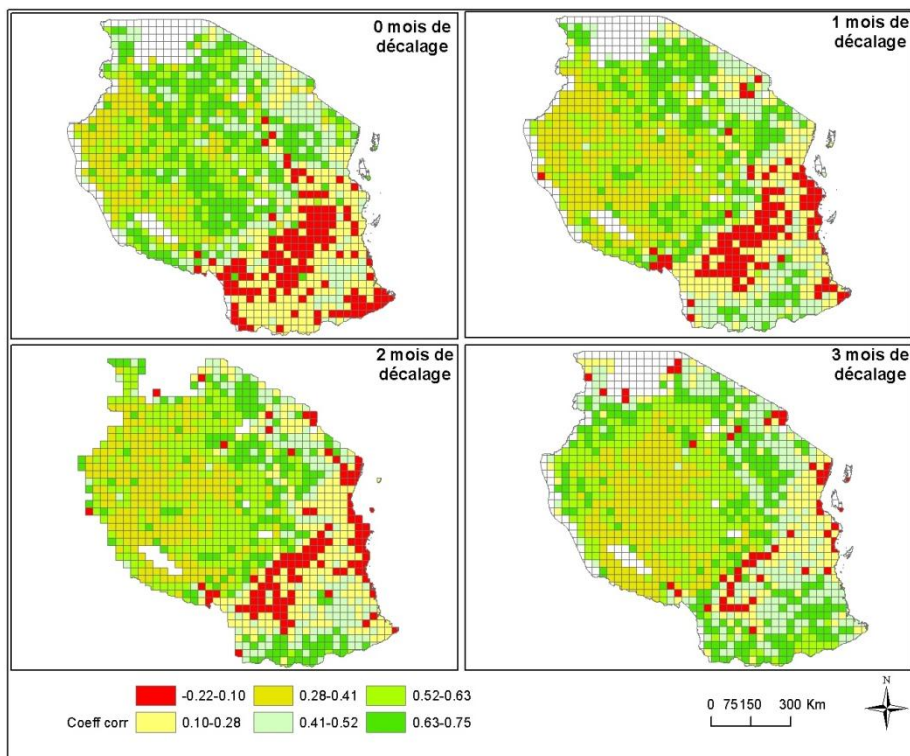 0 mois de
décalage
1 mois de
décalage
2 mois de
décalage
3 mois de
décalage
-0.22-0.10 0.28-0.41 0.52-0.63
Coeff corr 0.10-0.28 0.41-0.52 0.63-0.75
0 75150 300 Km
N